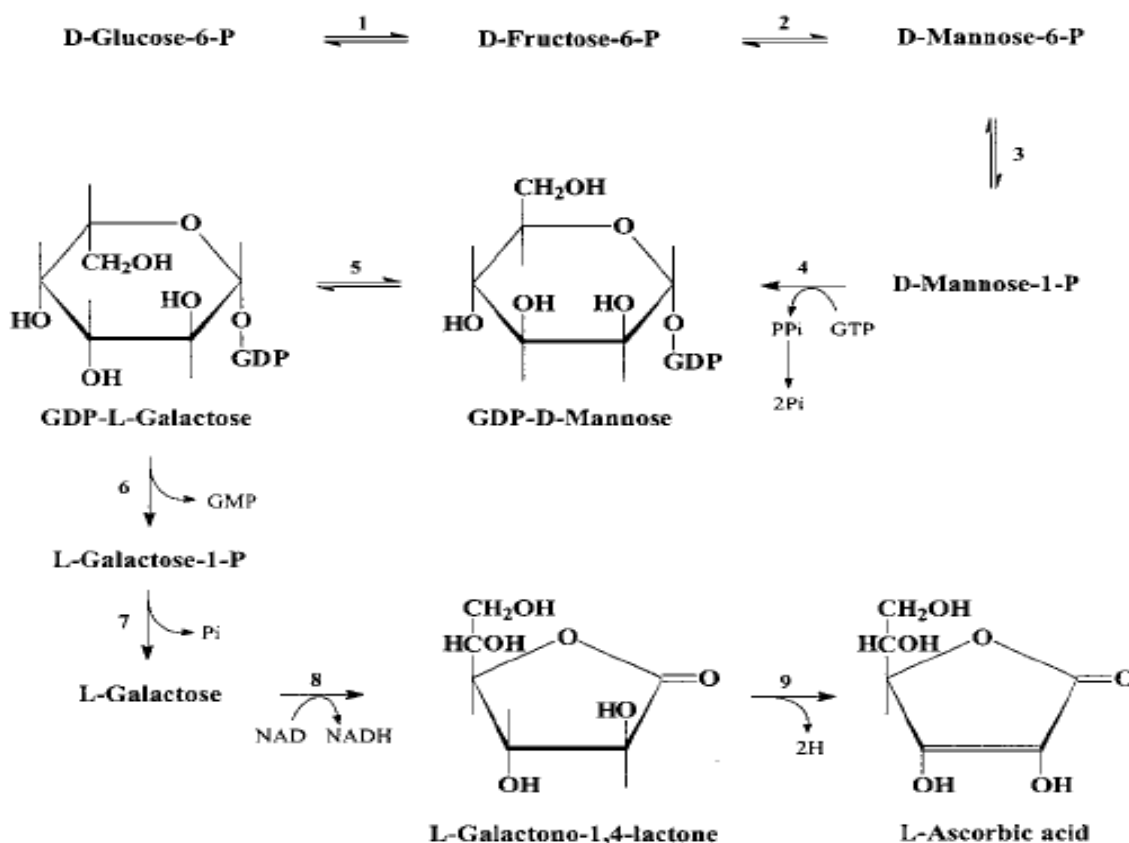 1 2
D-Glucose-6-P D-Fructose-6-P D-Mannose-6-P
3
CH₂OH
O O
CH₂OH 5 4 D-Mannose-1-P
HO OH HO
HO HO
O O PPi GTP
OH GDP GDP
2Pi
GDP-L-Galactose GDP-D-Mannose
6 GMP
L-Galactose-1-P
7 Pi
CH₂OH CH₂OH
HCOH O HCOH O
L-Galactose 8 O 9 O
HO
NAD NADH 2H
OH OH OH
L-Galactono-1,4-lactone L-Ascorbic acid